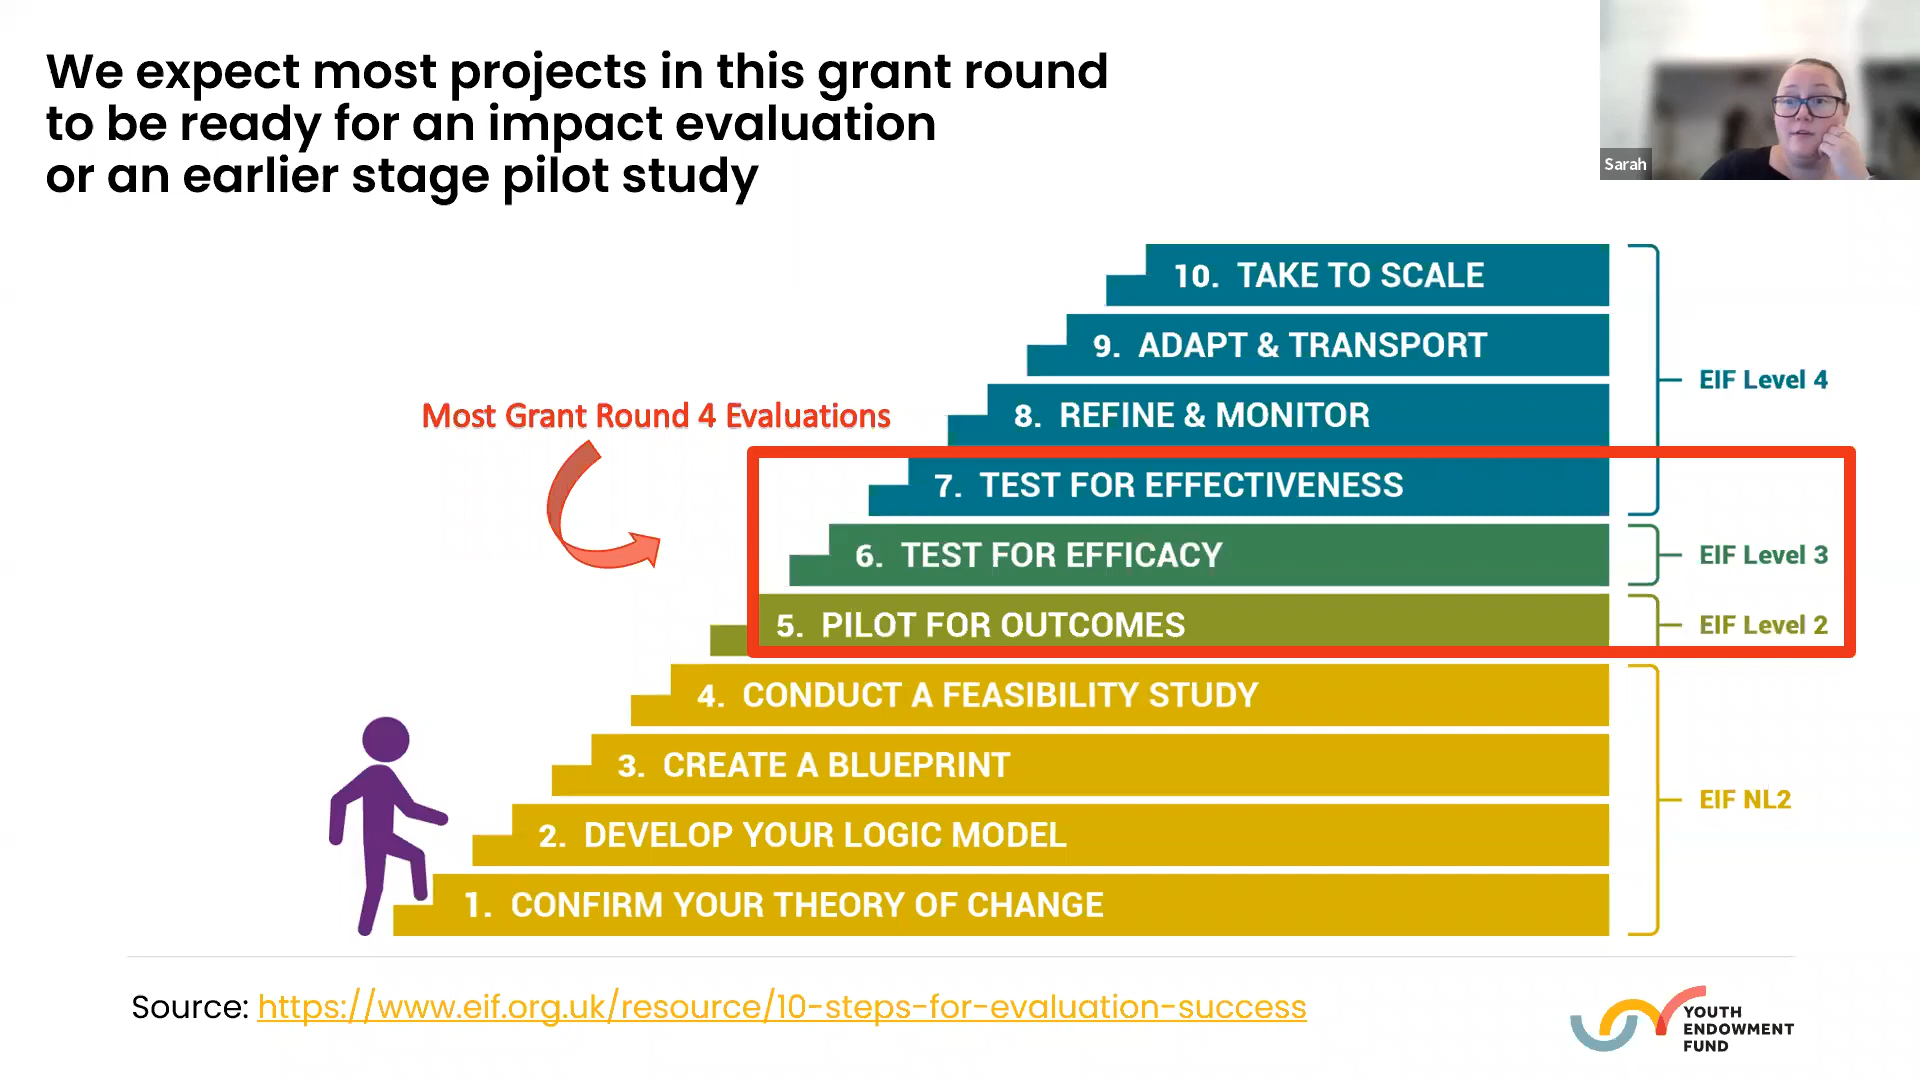 We expect most projects in this grant round
to be ready for an impact evaluation
or an earlier stage pilot study
Sarah
10. TAKE TO SCALE
9. ADAPT & TRANSPORT
EIF Level 4
Most Grant Round 4 Evaluations
8. REFINE & MONITOR
7. TEST FOR EFFECTIVENESS
6. TEST FOR EFFICACY
EIF Level 3
5. PILOT FOR OUTCOMES
EIF Level 2
4. CONDUCT A FEASIBILITY STUDY
3. CREATE A BLUEPRINT
EIF NL2
2. DEVELOP YOUR LOGIC MODEL
1. CONFIRM YOUR THEORY OF CHANGE
Source: https://www.eif.org.uk/resource/10-steps-for-evaluation-success
YOUTH
ENDOWMENT
FUND